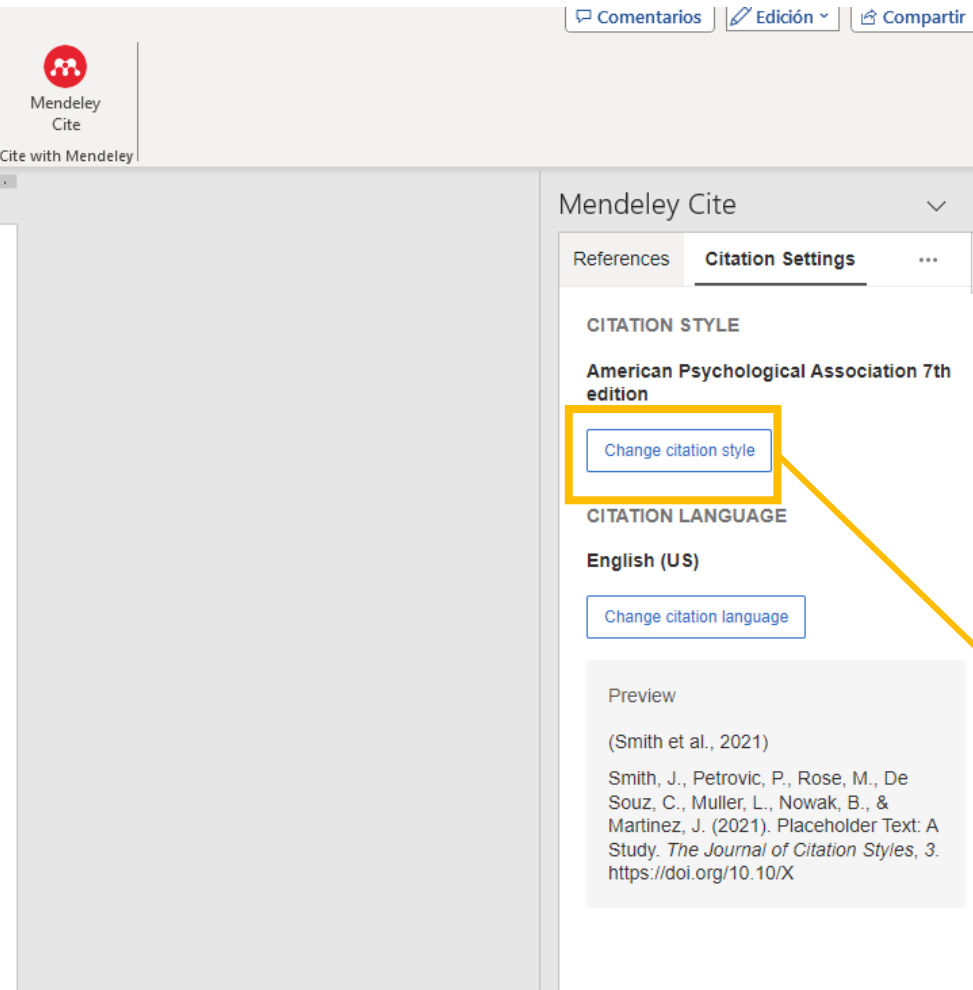 Comentarios Edición Compartir
Mendeley
Cite
Cite with Mendeley
Mendeley Cite
References Citation Settings ...
CITATION STYLE
American Psychological Association 7th
edition
Change citation style
CITATION LANGUAGE
English (US)
Change citation language
Preview
(Smith et al., 2021)
Smith, J., Petrovic, P., Rose, M., De
Souz, C., Muller, L., Nowak, B., &
Martinez, J. (2021). Placeholder Text: A
Study. The Journal of Citation Styles, 3.
https://doi.org/10.10/X